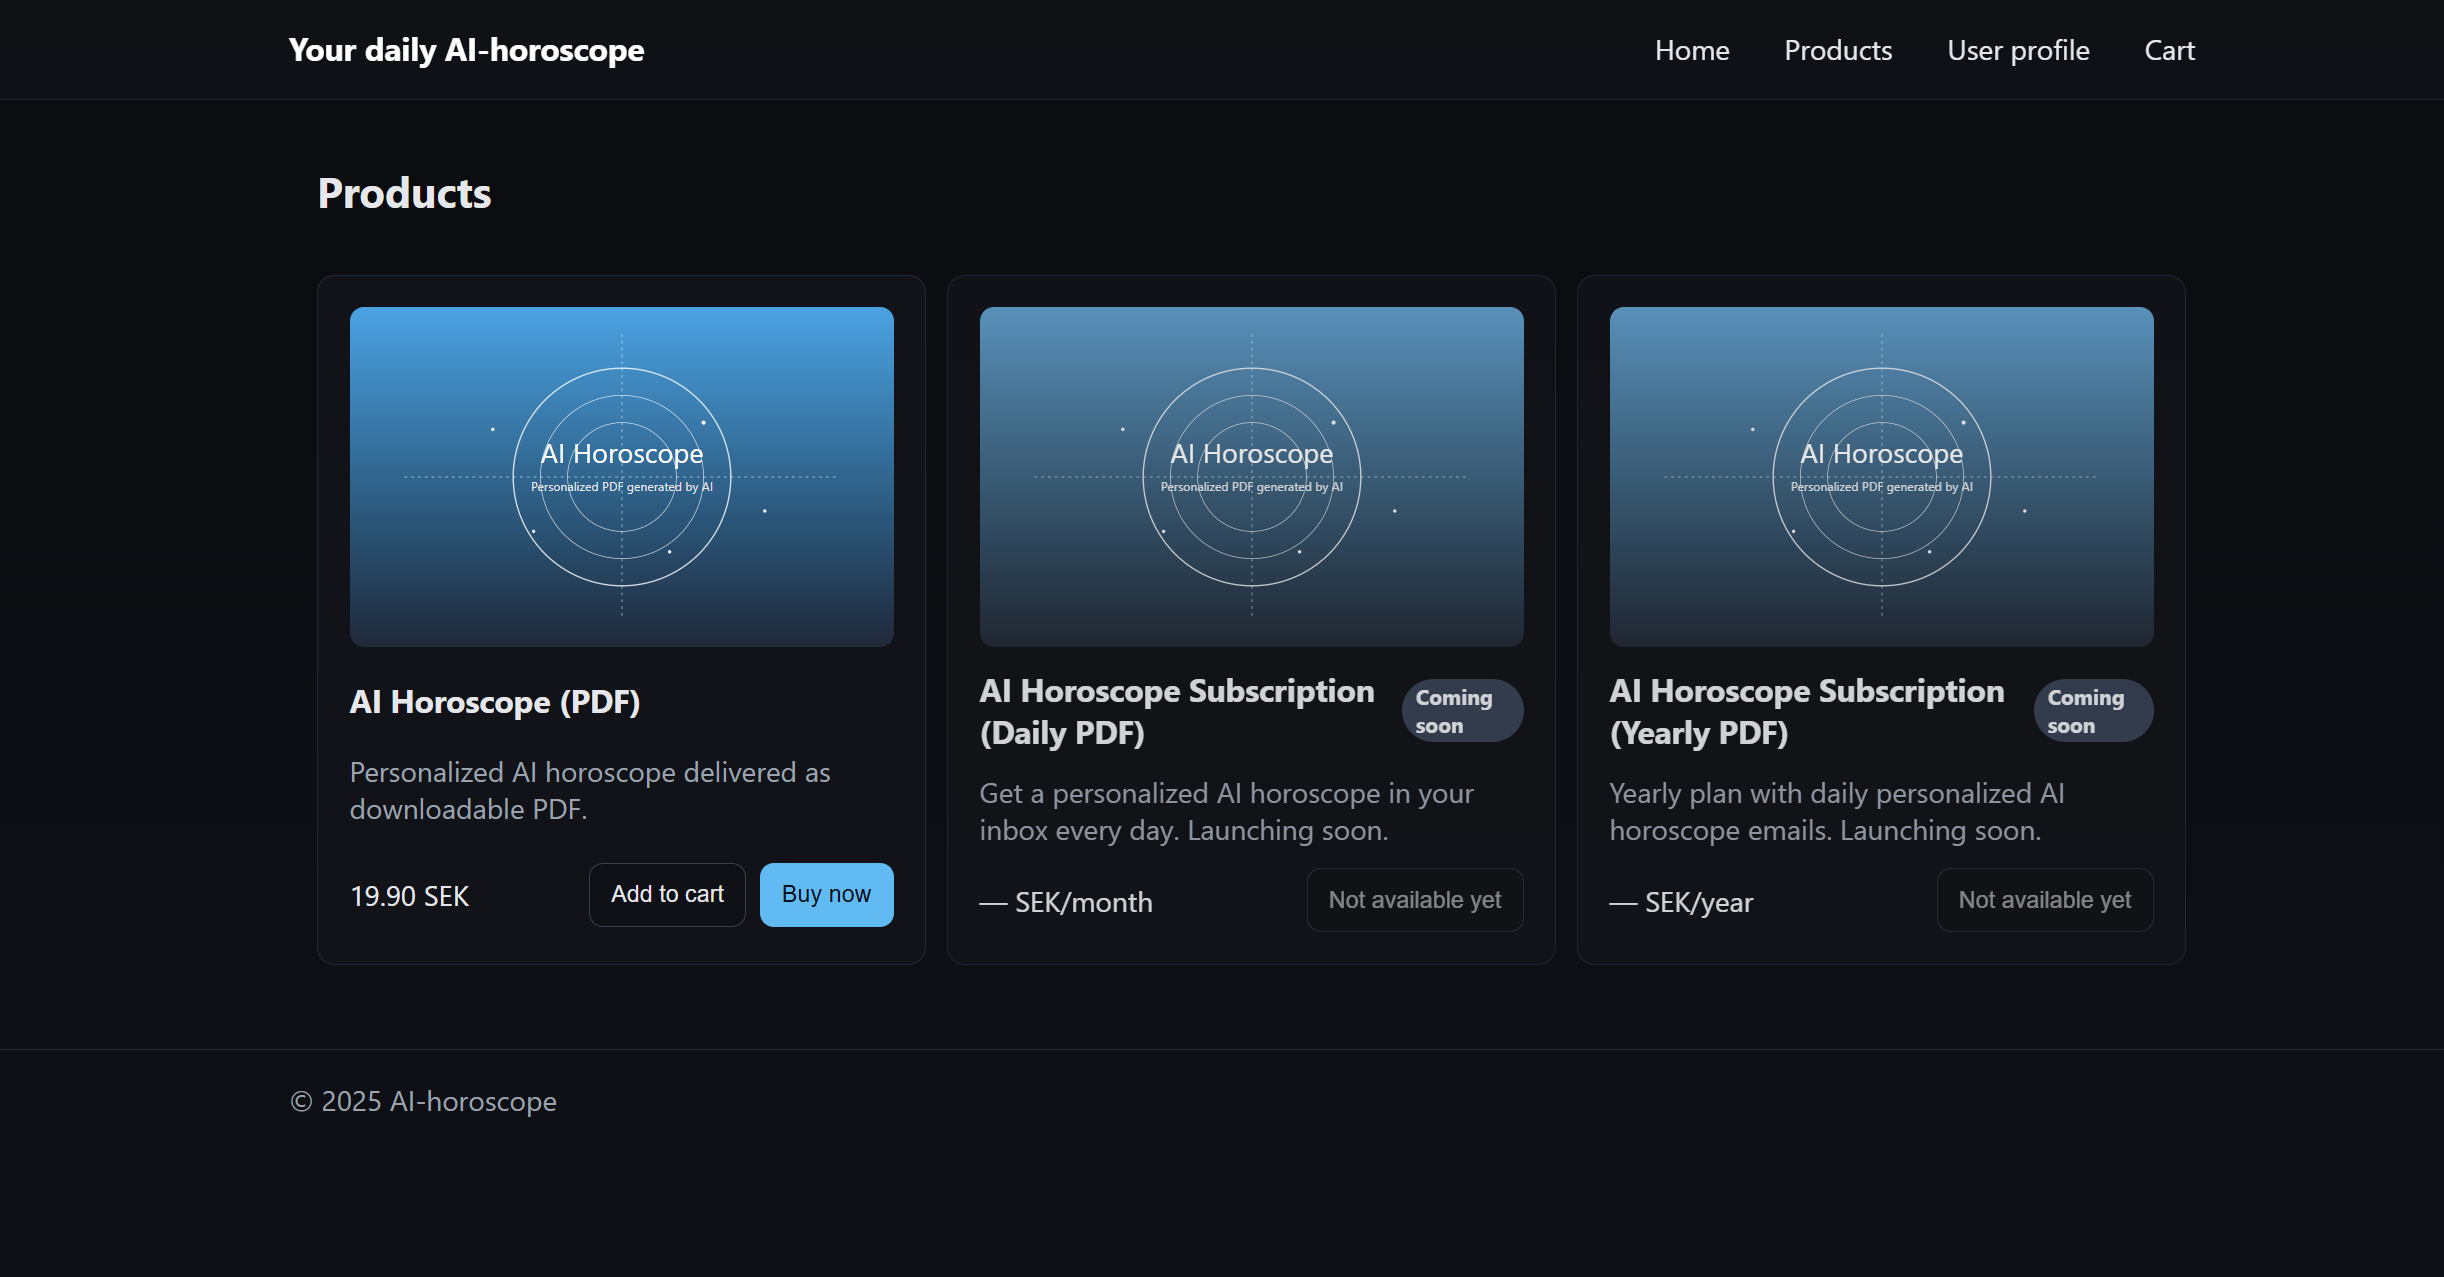 Your daily AI-horoscope
Home
Products
User profile
Cart
Products
AI Horoscope
Personalized PDF generated by AI
AI Horoscope (PDF)
Personalized AI horoscope delivered as
downloadable PDF.
19.90 SEK
Add to cart
Buy now
AI Horoscope
Personalized PDF generated by AI
AI Horoscope Subscription
(Daily PDF)
Coming
soon
Get a personalized AI horoscope in your
inbox every day. Launching soon.
— SEK/month
Not available yet
AI Horoscope
Personalized PDF generated by AI
AI Horoscope Subscription
(Yearly PDF)
Coming
soon
Yearly plan with daily personalized AI
horoscope emails. Launching soon.
— SEK/year
Not available yet
© 2025 AI-horoscope